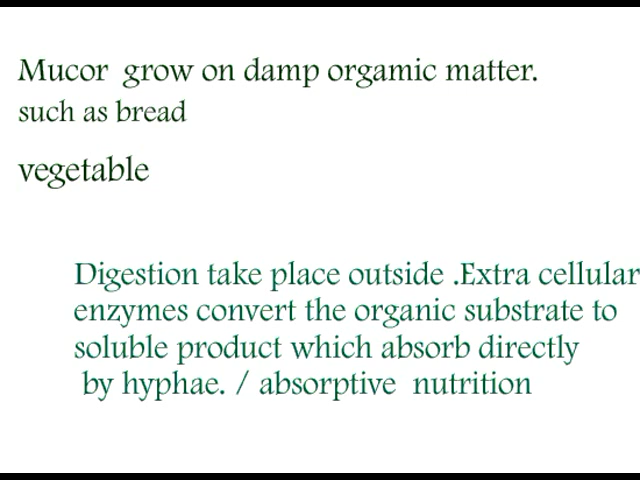 Mucor grow on damp orgamic matter.
such as bread
vegetable
Digestion take place outside .Extra cellular
enzymes convert the organic substrate to
soluble product which absorb directly
by hyphae. / absorptive nutrition